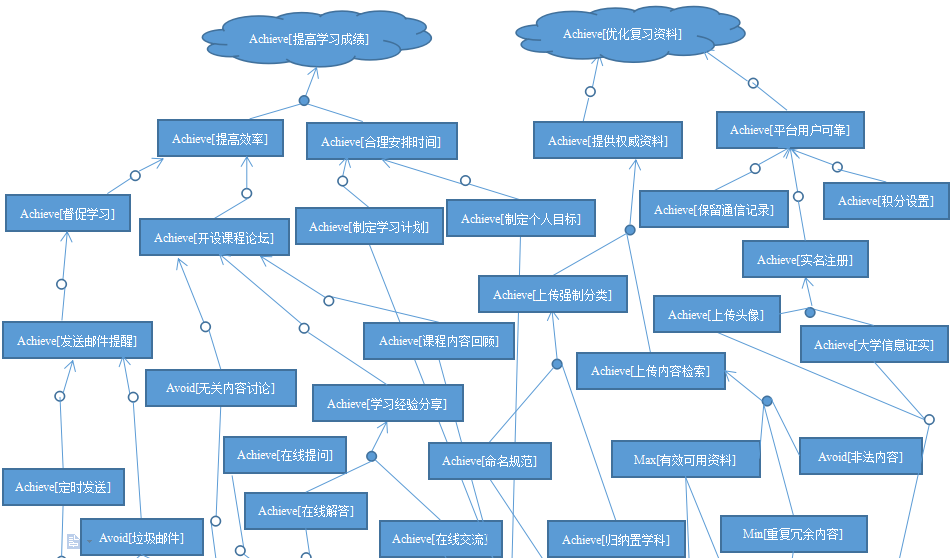 Achieve[提高学习成绩]
Achieve[优化复习资料]
Achieve[提高效率]
Achieve[合理安排时间]
Achieve[提供权威资料]
Achieve[平台用户可靠]
Achieve[督促学习]
Achieve[开设课程论坛]
Achieve[制定学习计划]
Achieve[制定个人目标]
Achieve[保留通信记录]
Achieve[积分设置]
Achieve[实名注册]
Achieve[上传强制分类]
Achieve[上传头像]
Achieve[发送邮件提醒]
Achieve[课程内容回顾]
Achieve[大学信息证实]
Achieve[上传内容检索]
Avoid[无关内容讨论]
Achieve[学习经验分享]
Achieve[在线提问]
Achieve[命名规范]
Max[有效可用资料]
Avoid[非法内容]
Achieve[定时发送]
Achieve[在线解答]
Avoid[垃圾邮件]
Achieve[在线交流]
Achieve[归纳置学科]
Min[重复冗余内容]